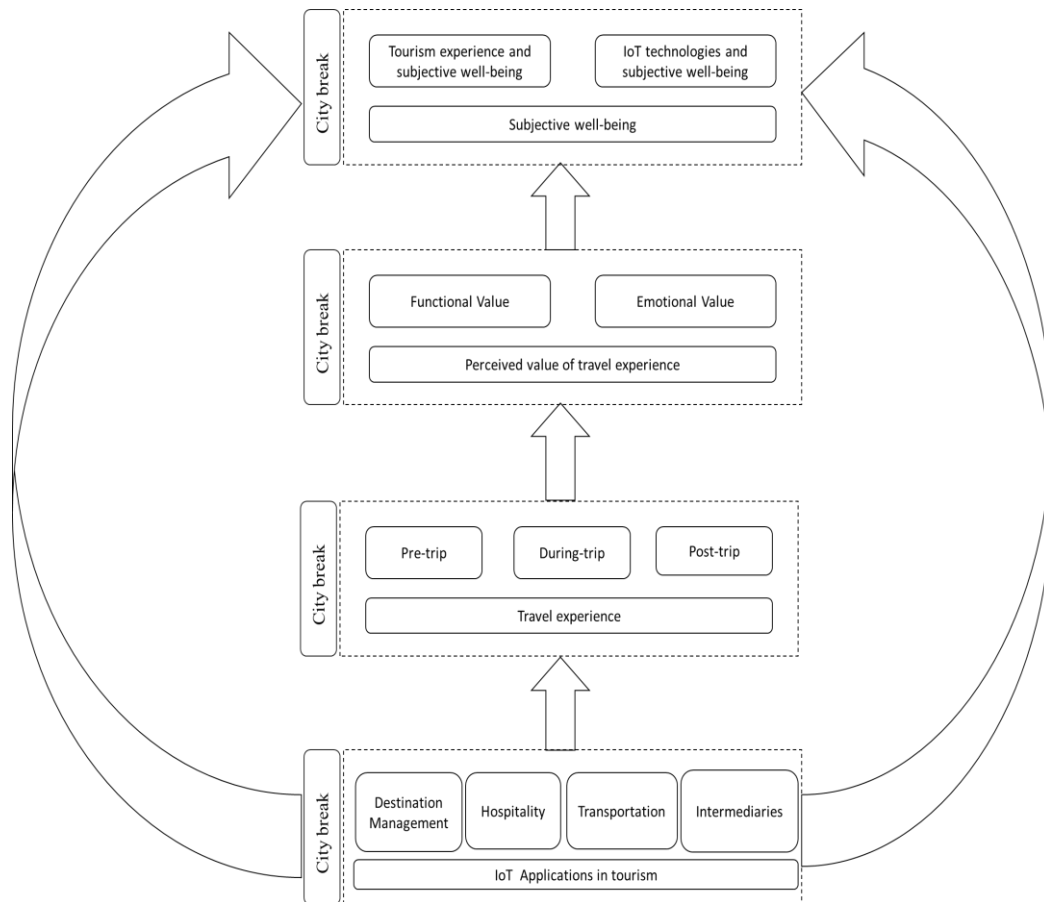 City break
Tourism experience and
subjective well-being
IoT technologies and
subjective well-being
Subjective well-being
City break
Functional Value
Emotional Value
Perceived value of travel experience
City break
Pre-trip
During-trip
Post-trip
Travel experience
City break
Destination
Management
Hospitality
Transportation
Intermediaries
IoT Applications in tourism